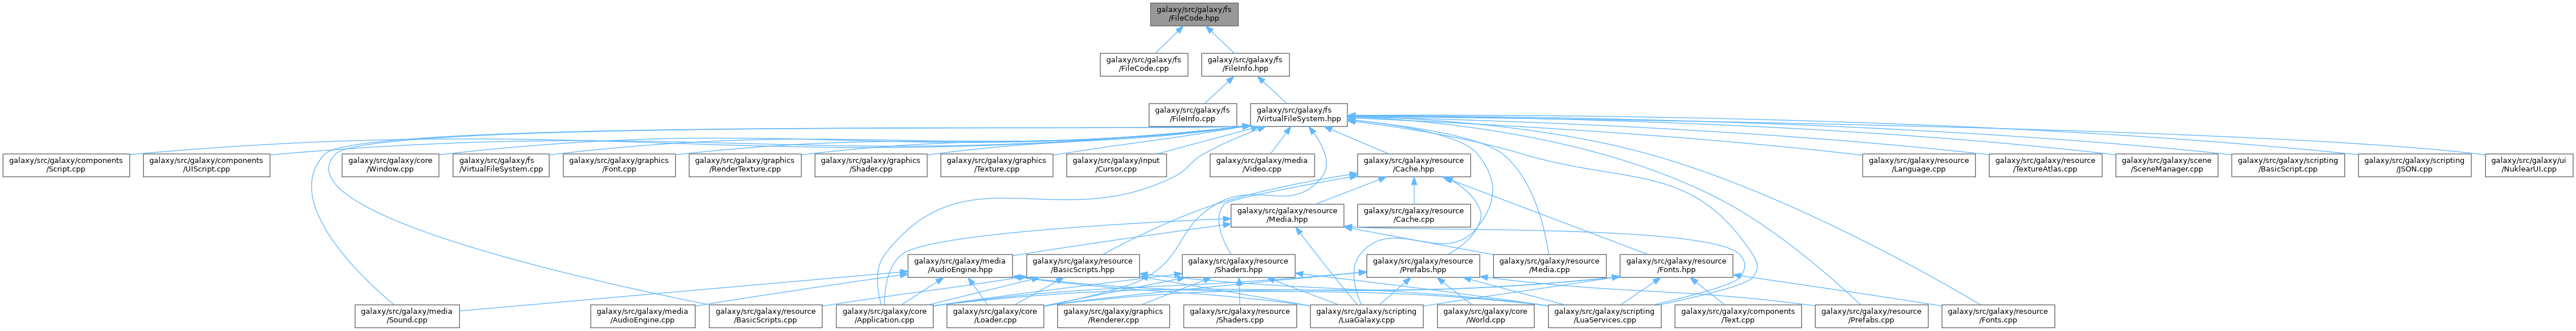 galaxy/src/galaxy/fs
/FileCode.hpp
galaxy/src/galaxy/fs
/FileCode.cpp
galaxy/src/galaxy/fs
/FileInfo.hpp
galaxy/src/galaxy/fs
/FileInfo.cpp
galaxy/src/galaxy/fs
/VirtualFileSystem.hpp
galaxy/src/galaxy/components
/Script.cpp
galaxy/src/galaxy/components
/UIScript.cpp
galaxy/src/galaxy/core
/Window.cpp
galaxy/src/galaxy/fs
/VirtualFileSystem.cpp
galaxy/src/galaxy/graphics
/Font.cpp
galaxy/src/galaxy/graphics
/RenderTexture.cpp
galaxy/src/galaxy/graphics
/Shader.cpp
galaxy/src/galaxy/graphics
/Texture.cpp
galaxy/src/galaxy/input
/Cursor.cpp
galaxy/src/galaxy/media
/Video.cpp
galaxy/src/galaxy/resource
/Cache.hpp
galaxy/src/galaxy/resource
/Language.cpp
galaxy/src/galaxy/resource
/TextureAtlas.cpp
galaxy/src/galaxy/scene
/SceneManager.cpp
galaxy/src/galaxy/scripting
/BasicScript.cpp
galaxy/src/galaxy/scripting
/JSON.cpp
galaxy/src/galaxy/ui
/NuklearUI.cpp
galaxy/src/galaxy/resource
/Media.hpp
galaxy/src/galaxy/resource
/Cache.cpp
galaxy/src/galaxy/media
/AudioEngine.hpp
galaxy/src/galaxy/resource
/BasicScripts.hpp
galaxy/src/galaxy/resource
/Shaders.hpp
galaxy/src/galaxy/resource
/Prefabs.hpp
galaxy/src/galaxy/resource
/Media.cpp
galaxy/src/galaxy/resource
/Fonts.hpp
galaxy/src/galaxy/media
/Sound.cpp
galaxy/src/galaxy/media
/AudioEngine.cpp
galaxy/src/galaxy/resource
/BasicScripts.cpp
galaxy/src/galaxy/core
/Application.cpp
galaxy/src/galaxy/core
/Loader.cpp
galaxy/src/galaxy/graphics
/Renderer.cpp
galaxy/src/galaxy/resource
/Shaders.cpp
galaxy/src/galaxy/scripting
/LuaGalaxy.cpp
galaxy/src/galaxy/core
/World.cpp
galaxy/src/galaxy/scripting
/LuaServices.cpp
galaxy/src/galaxy/components
/Text.cpp
galaxy/src/galaxy/resource
/Prefabs.cpp
galaxy/src/galaxy/resource
/Fonts.cpp